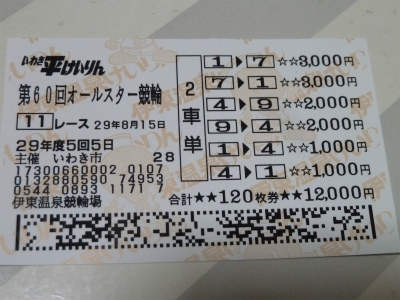 いわき平けいりん
第60回オールスター競輪
11レース 29年8月15日
29年度5回5日
主催 いわき市 28
17300660002 0107
0132880590 74953
0544 0893 1171 7
伊東温泉競輪場
2車単
1▶7 ☆☆3,000円
7▶1 ☆☆3,000円
4▶9 ☆☆2,000円
9▶4 ☆☆2,000円
1▶4 ☆☆1,000円
4▶1 ☆☆1,000円
合計★★120枚券★★12,000円